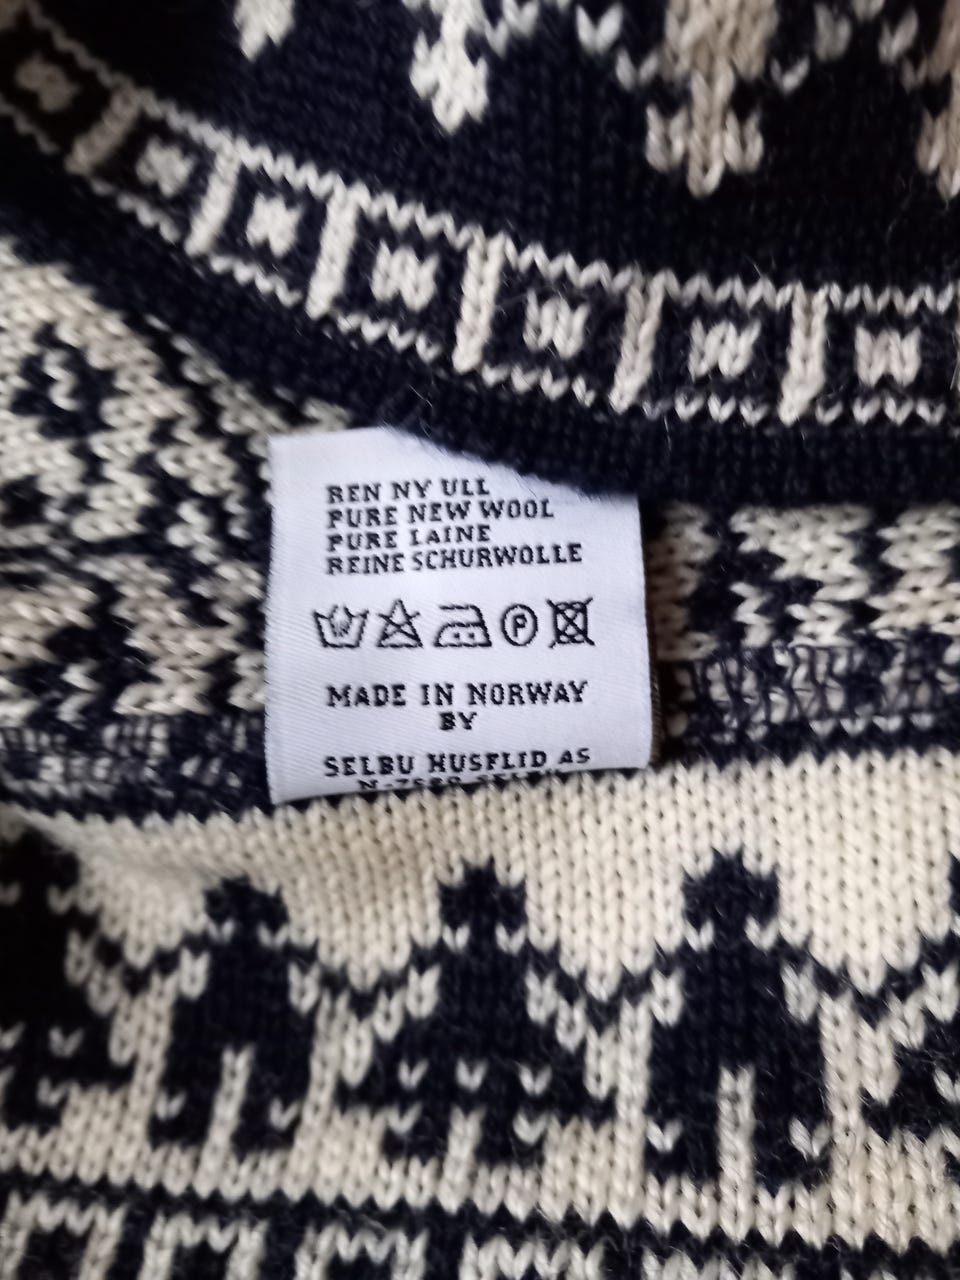 REN NY ULL
PURE NEW WOOL
PURE LAINE
REINE SCHURWOLLE
P
MADE IN NORWAY
BY
SELBU HUSFLID AS